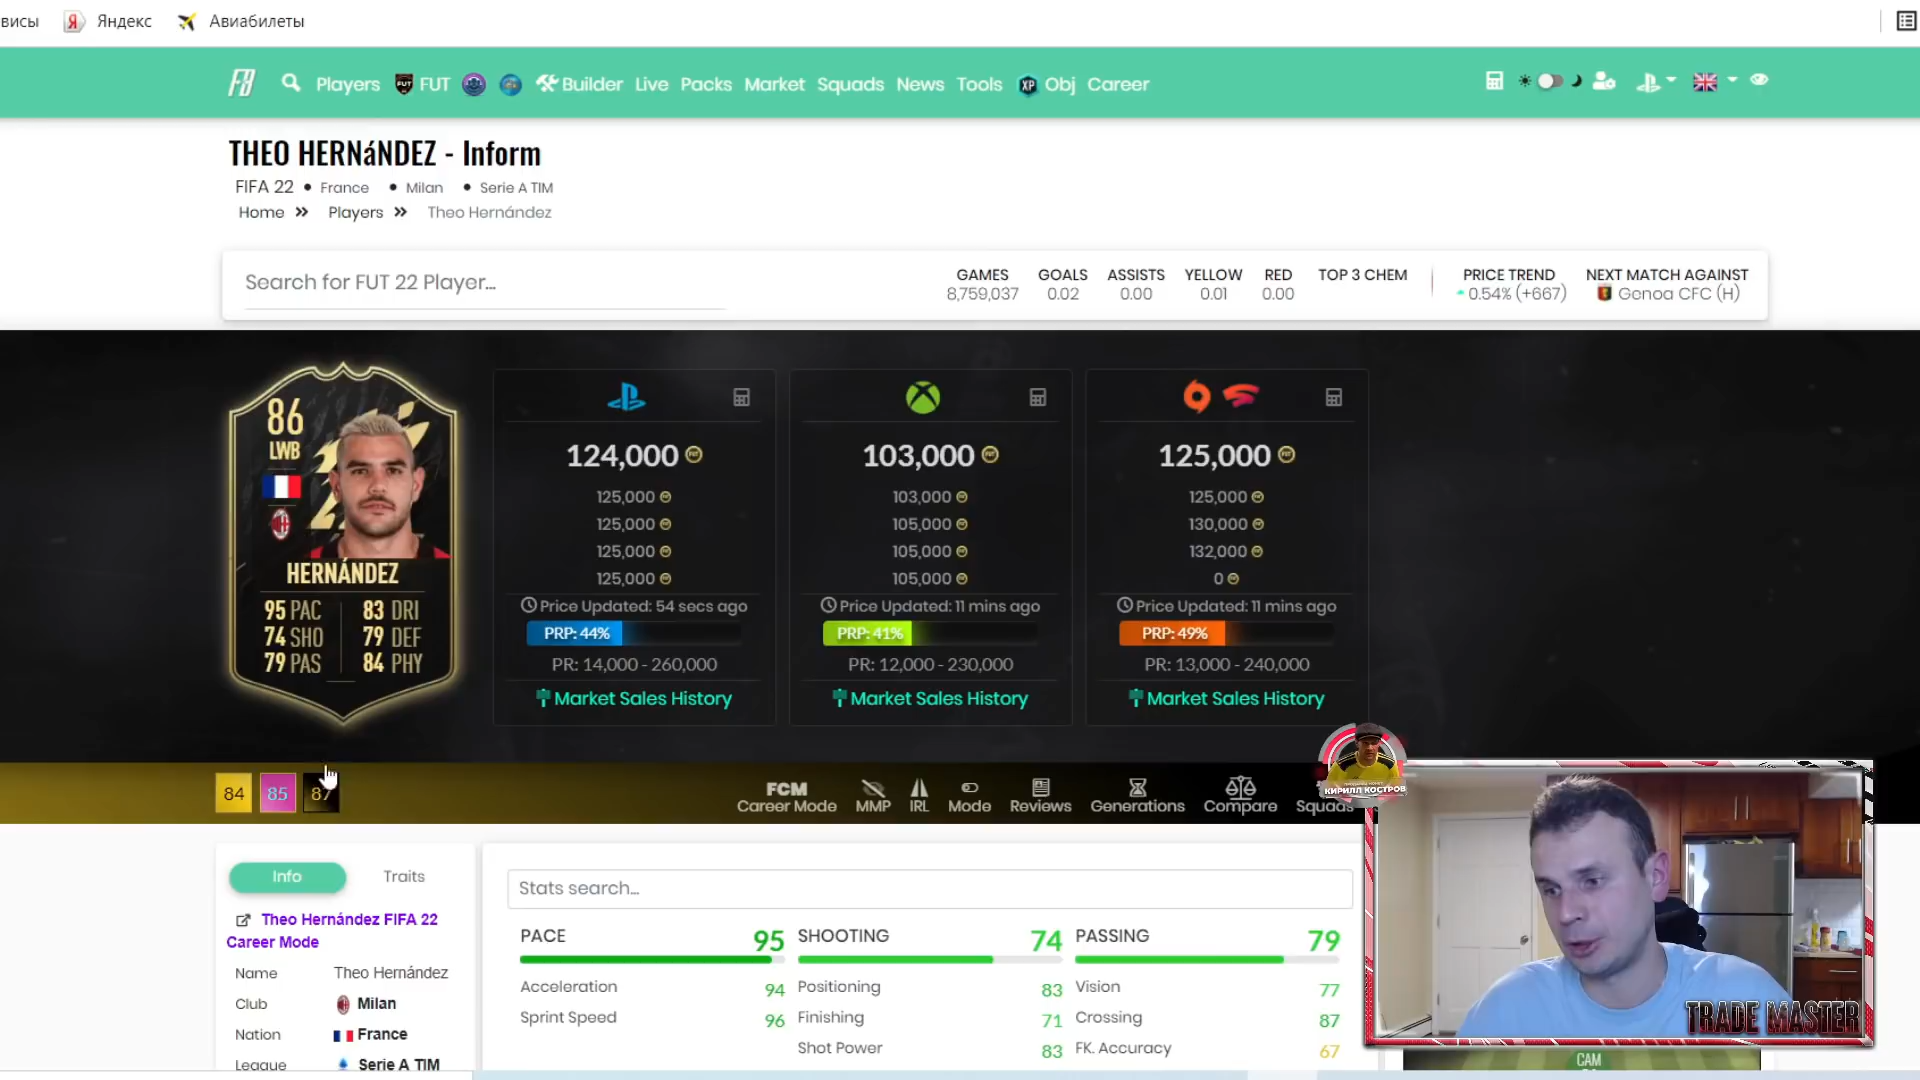 висы Яндекс Авиабилеты
Players FUT Builder Live Packs Market Squads News Tools XP Obj Career
THEO HERNáNDEZ - Inform
FIFA 22 • France • Milan • Serie A TIM
Home » Players » Theo Hernández
Search for FUT 22 Player...
GAMES GOALS ASSISTS YELLOW RED TOP 3 CHEM PRICE TREND NEXT MATCH AGAINST
8,759,037 0.02 0.00 0.01 0.00 0.54% (+667) Genoa CFC (H)
86
LWB
HERNÁNDEZ
95 PAC 83 DRI
74 SHO 79 DEF
79 PAS 84 PHY
124,000
125,000
125,000
125,000
125,000
Price Updated: 54 secs ago
PRP: 44%
PR: 14,000 - 260,000
Market Sales History
103,000
103,000
105,000
105,000
105,000
Price Updated: 11 mins ago
PRP: 41%
PR: 12,000 - 230,000
Market Sales History
125,000
125,000
130,000
132,000
0
Price Updated: 11 mins ago
PRP: 49%
PR: 13,000 - 240,000
Market Sales History
84 85 87
FCM
Career Mode MMP IRL Mode Reviews Generations Compare Squads
КИРИЛЛ КОСТРОВ
Info Traits
Theo Hernández FIFA 22
Career Mode
Name Theo Hernández
Club Milan
Nation France
League Serie A TIM
Stats search...
PACE 95 SHOOTING 74 PASSING 79
Acceleration 94 Positioning 83 Vision 77
Sprint Speed 96 Finishing 71 Crossing 87
Shot Power 83 FK. Accuracy 67
TRADE MASTER
CAM